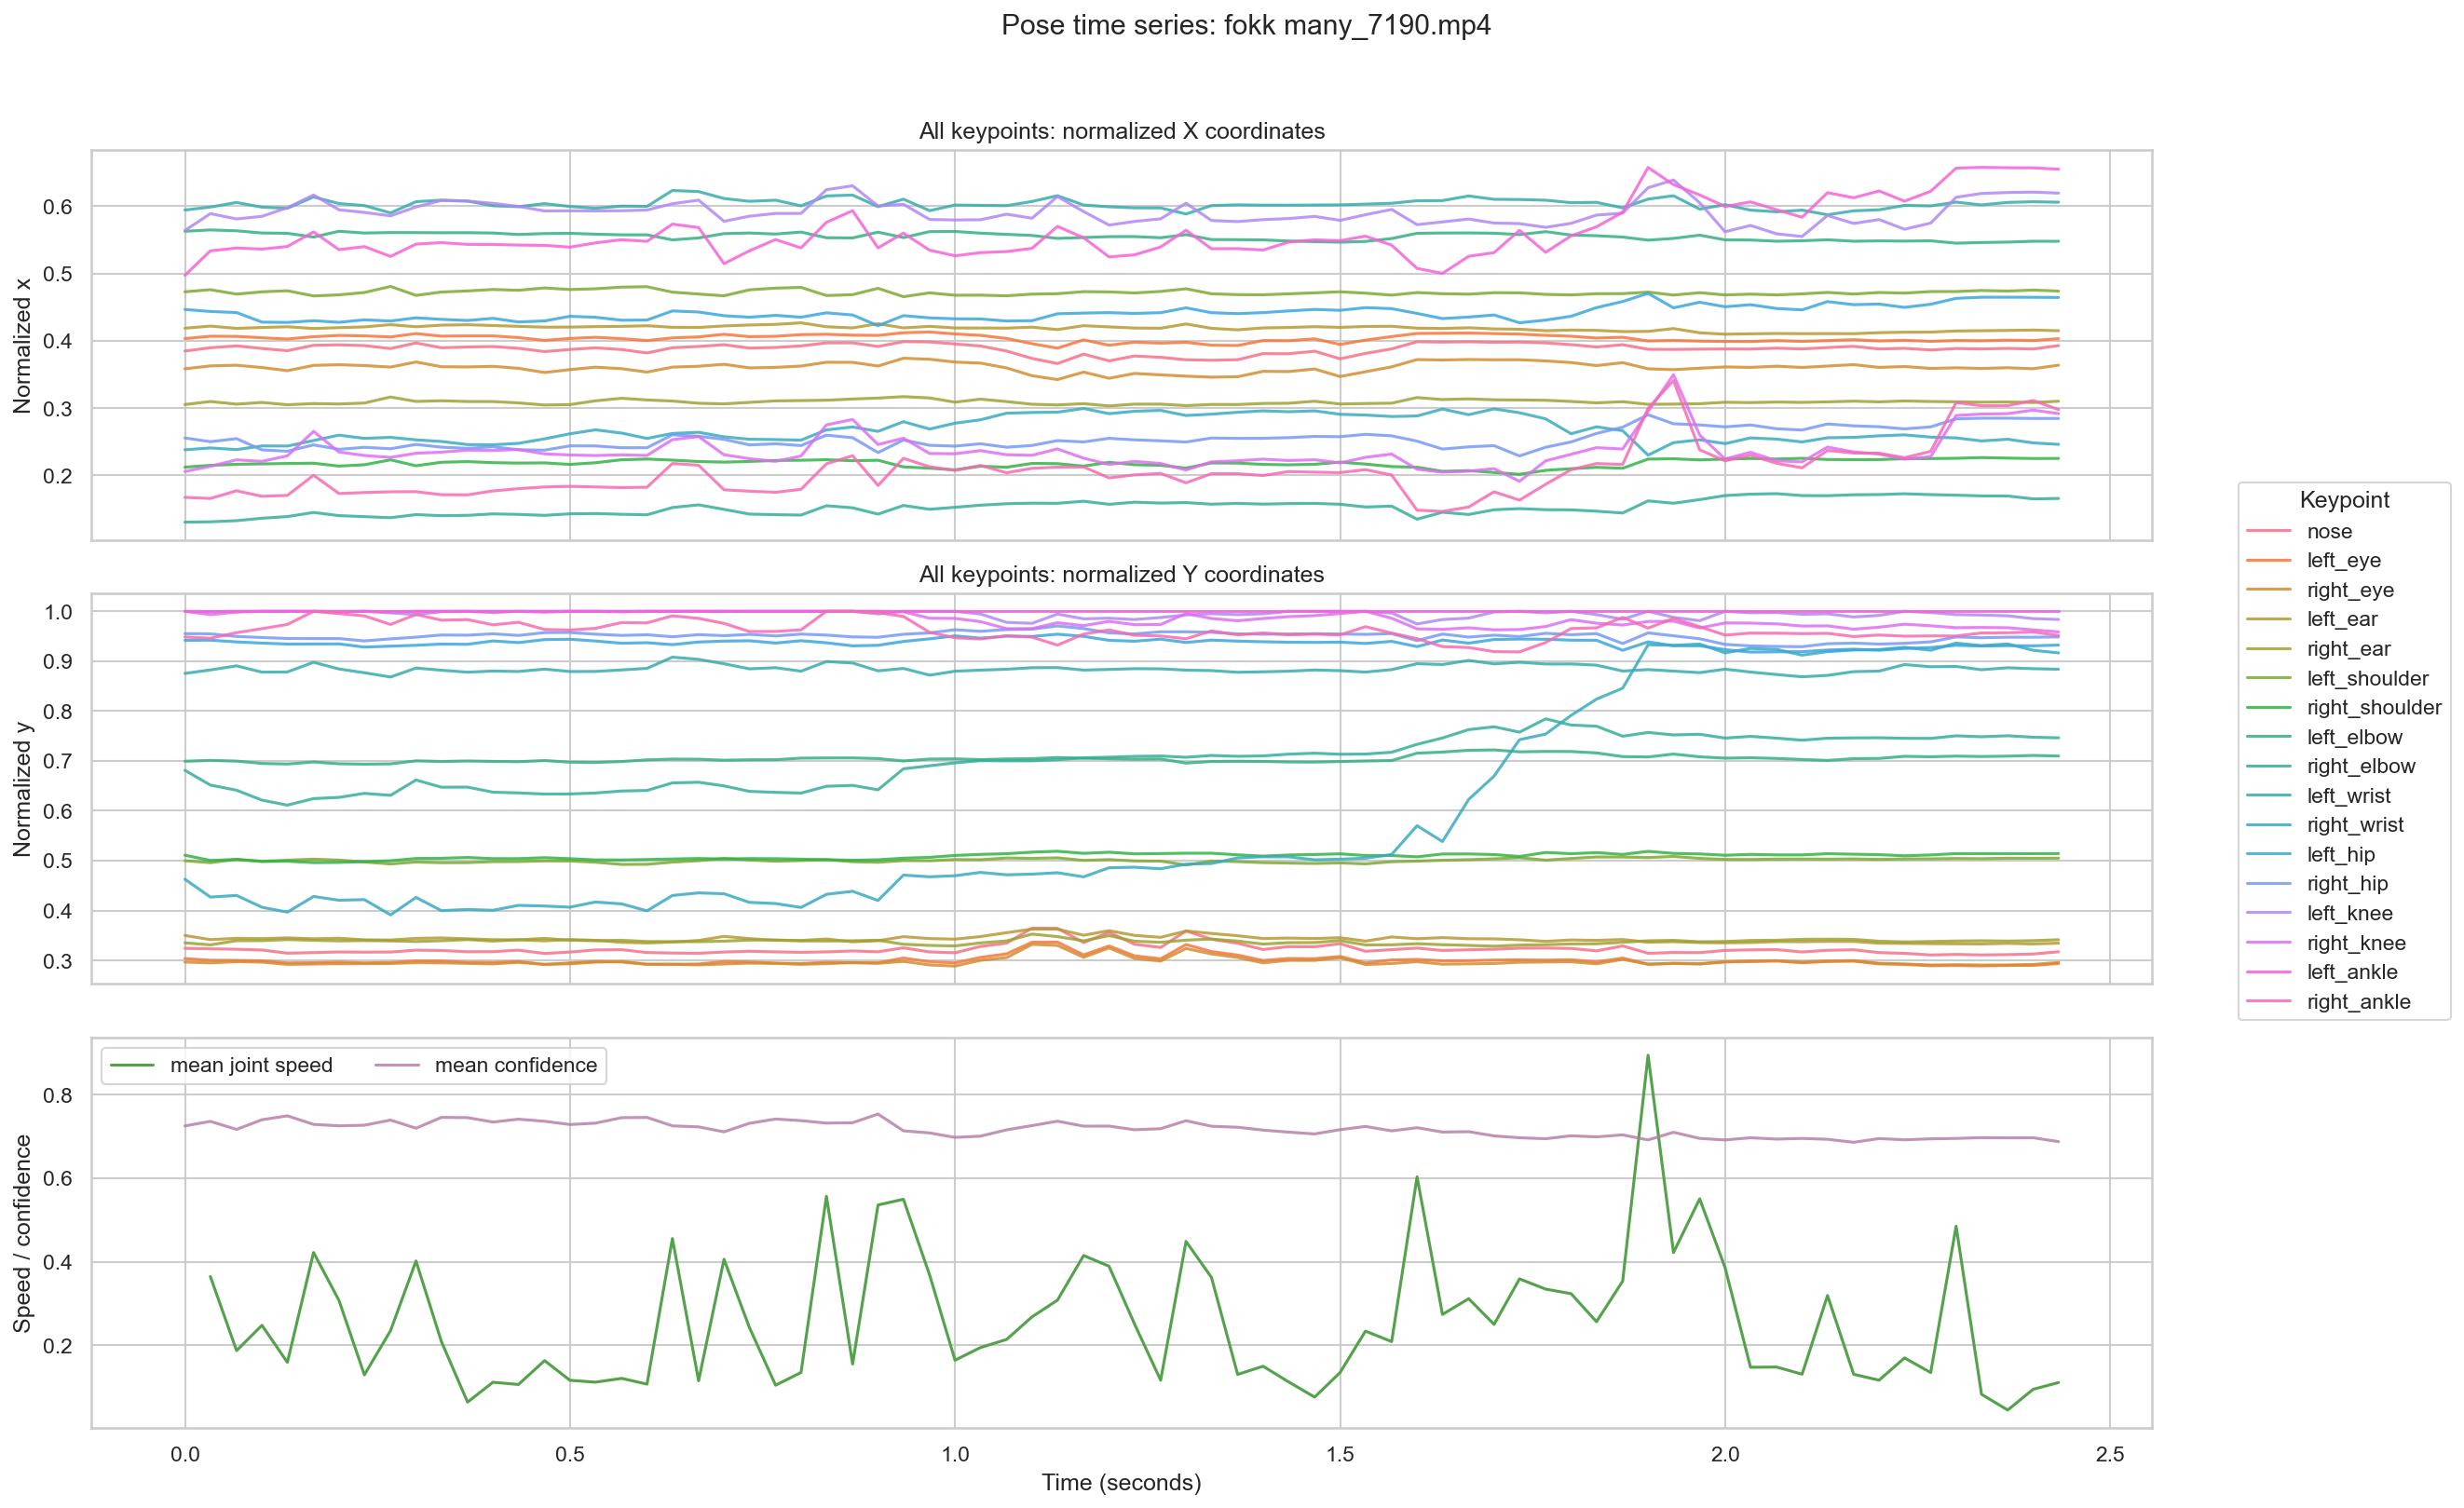 Pose time series: fokk many_7190.mp4
All keypoints: normalized X coordinates
Normalized x
0.6
0.5
0.4
0.3
0.2
All keypoints: normalized Y coordinates
Normalized y
1.0
0.9
0.8
0.7
0.6
0.5
0.4
0.3
Keypoint
nose
left_eye
right_eye
left_ear
right_ear
left_shoulder
right_shoulder
left_elbow
right_elbow
left_wrist
right_wrist
left_hip
right_hip
left_knee
right_knee
left_ankle
right_ankle
mean joint speed mean confidence
Speed / confidence
0.8
0.6
0.4
0.2
0.0 0.5 1.0 1.5 2.0 2.5
Time (seconds)